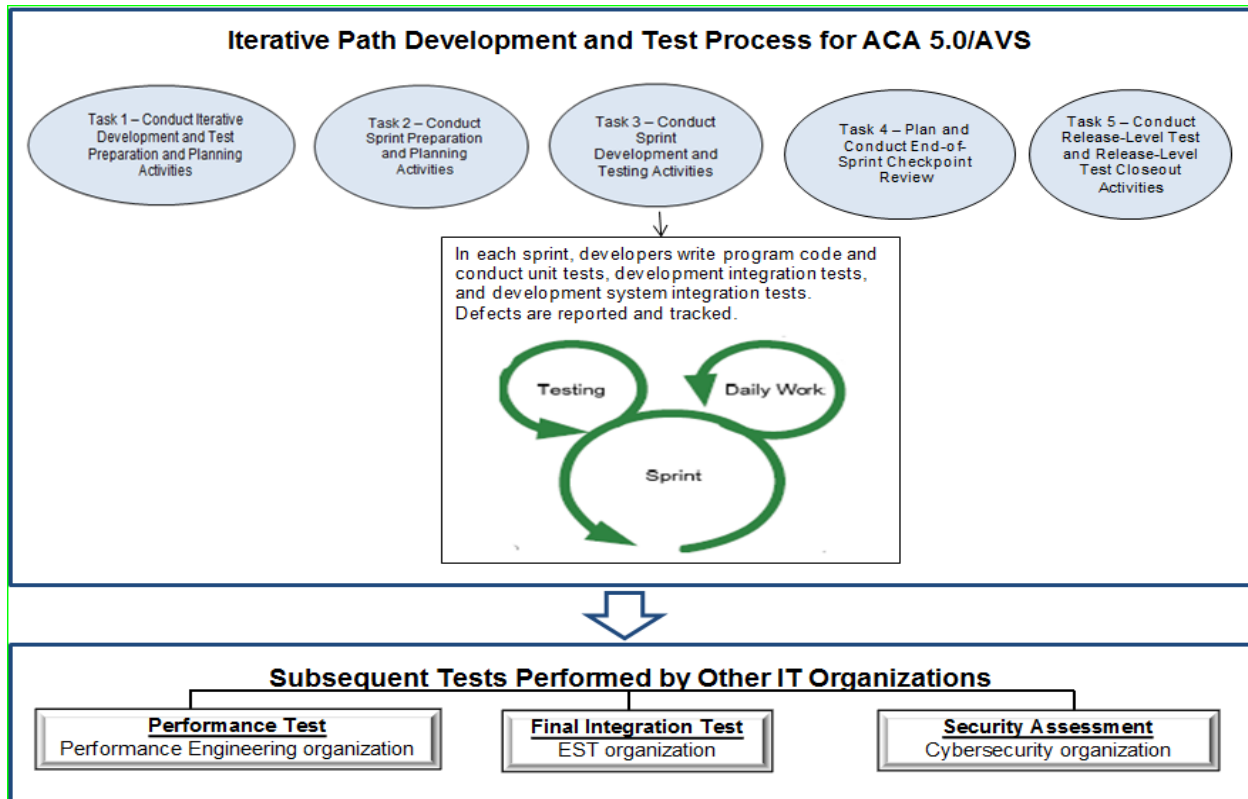 Iterative Path Development and Test Process for ACA 5.0/AVS
Task 1 – Conduct Iterative
Development and Test
Preparation and Planning
Activities
Task 2 – Conduct
Sprint Preparation
and Planning
Activities
Task 3 – Conduct
Sprint
Development and
Testing Activities
Task 4 – Plan and
Conduct End-of-
Sprint Checkpoint
Review
Task 5 – Conduct
Release-Level Test
and Release-Level
Test Closeout
Activities
In each sprint, developers write program code and
conduct unit tests, development integration tests,
and development system integration tests.
Defects are reported and tracked.
Testing
Daily Work
Sprint
Subsequent Tests Performed by Other IT Organizations
Performance Test
Performance Engineering organization
Final Integration Test
EST organization
Security Assessment
Cybersecurity organization